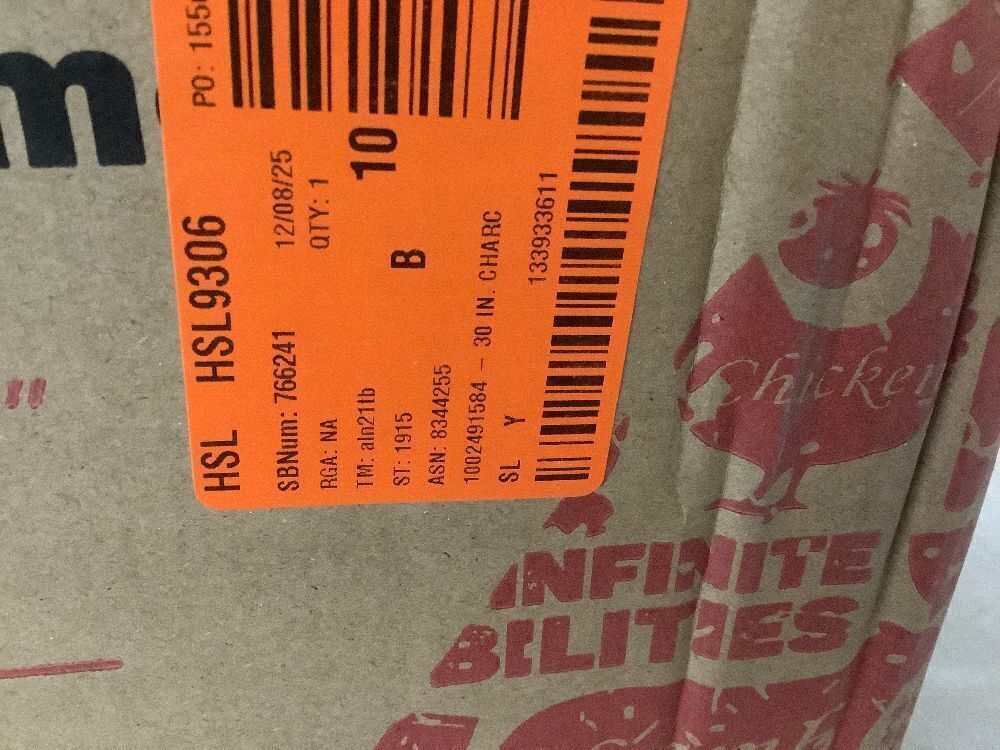 m
PO: 155
HSL HSL9306
SBNum: 766241 12/08/25
RGA: NA QTY: 1
TM: aln21tb 10
ST: 1915 B
ASN: 8344255
1002491584 - 30 IN. CHARC
SL Y
133933611
"
Chicken
INFINITE
BILITIES